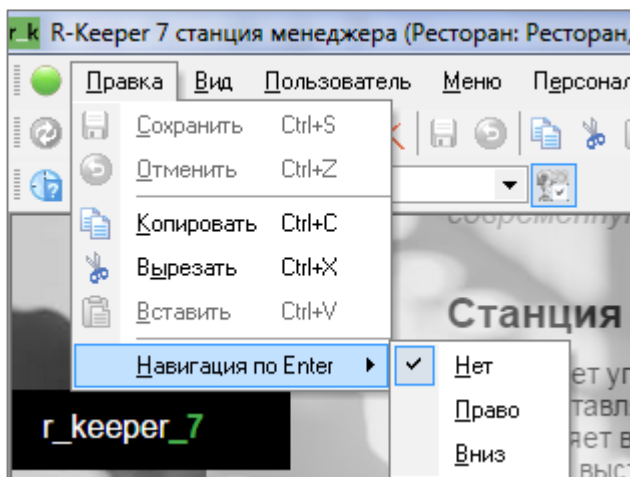 r_k R-Keeper 7 станция менеджера (Ресторан: Ресторан,
Правка Вид Пользователь Меню Персонал
Сохранить Ctrl+S
Отменить Ctrl+Z
Копировать Ctrl+C
Вырезать Ctrl+X
Вставить Ctrl+V
Станция
Навигация по Enter
Нет
Право
Вниз
r_keeper_7